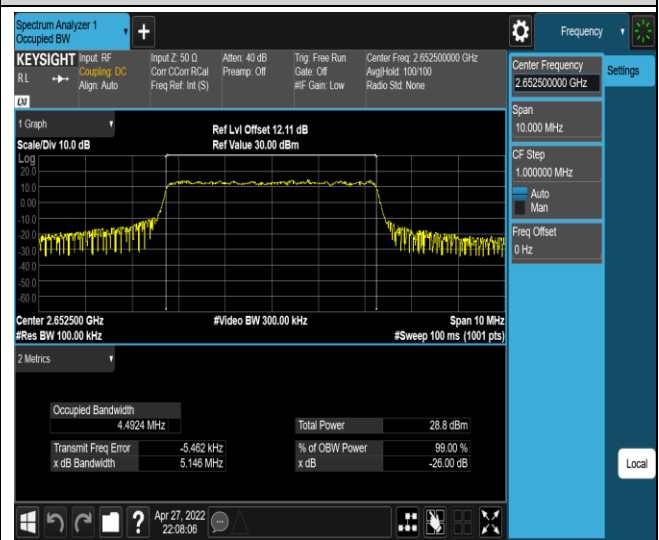 Spectrum Analyzer 1
Occupied BW
+
Frequency
KEYSIGHT
RL
LXI
Input: RF
Coupling: DC
Align: Auto
Input Z: 50 Ω
Corr CCorr RCal
Freq Ref: Int (S)
Atten: 40 dB
Preamp: Off
Trig: Free Run
Gate: Off
#IF Gain: Low
Center Freq: 2.652500000 GHz
Avg|Hold: 100/100
Radio Std: None
Center Frequency
2.652500000 GHz
Settings
Span
10.000 MHz
CF Step
1.000000 MHz
Auto
Man
Freq Offset
0 Hz
Local
1 Graph
Scale/Div 10.0 dB
Ref Lvl Offset 12.11 dB
Ref Value 30.00 dBm
Log
20.0
10.0
0.00
-10.0
-20.0
-30.0
-40.0
-50.0
-60.0
Center 2.652500 GHz
#Video BW 300.00 kHz
Span 10 MHz
#Res BW 100.00 kHz
#Sweep 100 ms (1001 pts)
2 Metrics
Occupied Bandwidth
4.4924 MHz
Total Power 28.8 dBm
Transmit Freq Error -5.462 kHz
% of OBW Power 99.00 %
x dB Bandwidth 5.146 MHz
x dB -26.00 dB
?
Apr 27, 2022
22:08:06